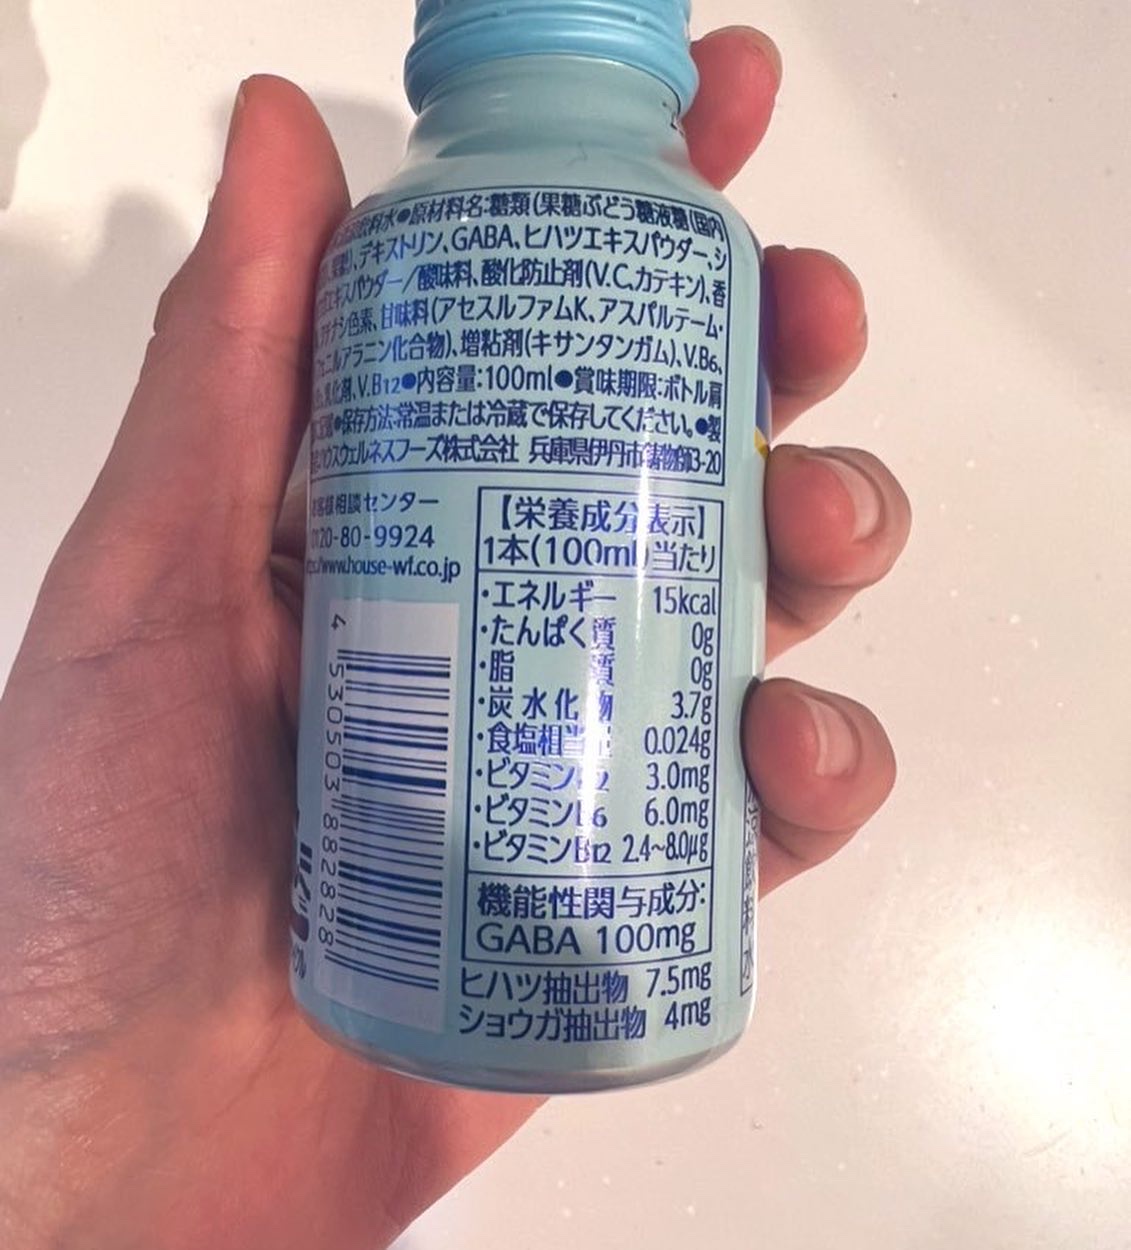 飲料水●原材料名:糖類(果糖ぶどう糖液糖(国内
、デキストリン、GABA、ヒハツエキスパウダー、シ
エキスパウダー/酸味料、酸化防止剤(V.C、カテキン)、香
クチナシ色素、甘味料(アセスルファムK、アスパルテーム・
ニルアラニン化合物)、増粘剤(キサンタンガム)、V.B6、
乳化剤、V.B12●内容量:100ml●賞味期限:ボトル肩
に記載●保存方法:常温または冷蔵で保存してください。●製
ハウスウェルネスフーズ株式会社 兵庫県伊丹市鋳物師3-20
客様相談センター
0120-80-9924
www.house-wf.co.jp
4 530503 882828
【栄養成分表示】
1本(100ml)当たり
・エネルギー 15kcal
・たんぱく質 0g
・脂質 0g
・炭水化物 3.7g
・食塩相当量 0.024g
・ビタミンB2 3.0mg
・ビタミンB6 6.0mg
・ビタミンB12 2.4~8.0μg
機能性関与成分:
GABA 100mg
ヒハツ抽出物 7.5mg
ショウガ抽出物 4mg
飲料水